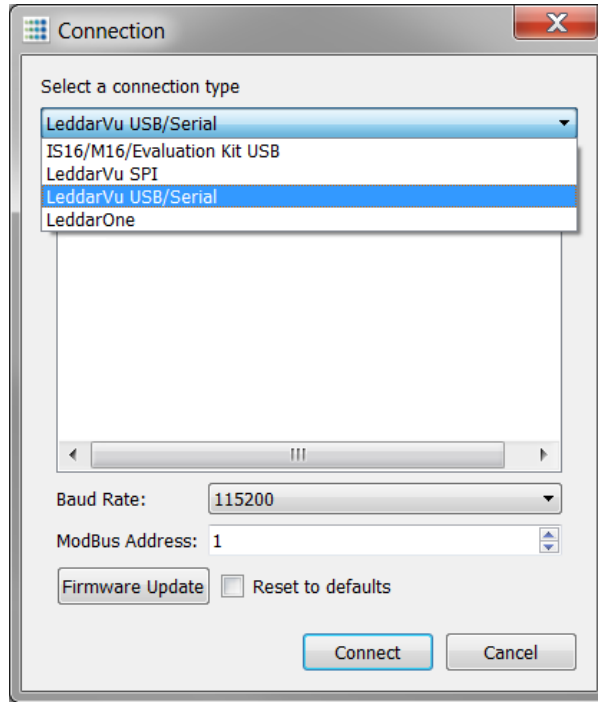 Connection
Select a connection type
LeddarVu USB/Serial
IS16/M16/Evaluation Kit USB
LeddarVu SPI
LeddarVu USB/Serial
LeddarOne
Baud Rate: 115200
ModBus Address: 1
Firmware Update Reset to defaults
Connect Cancel